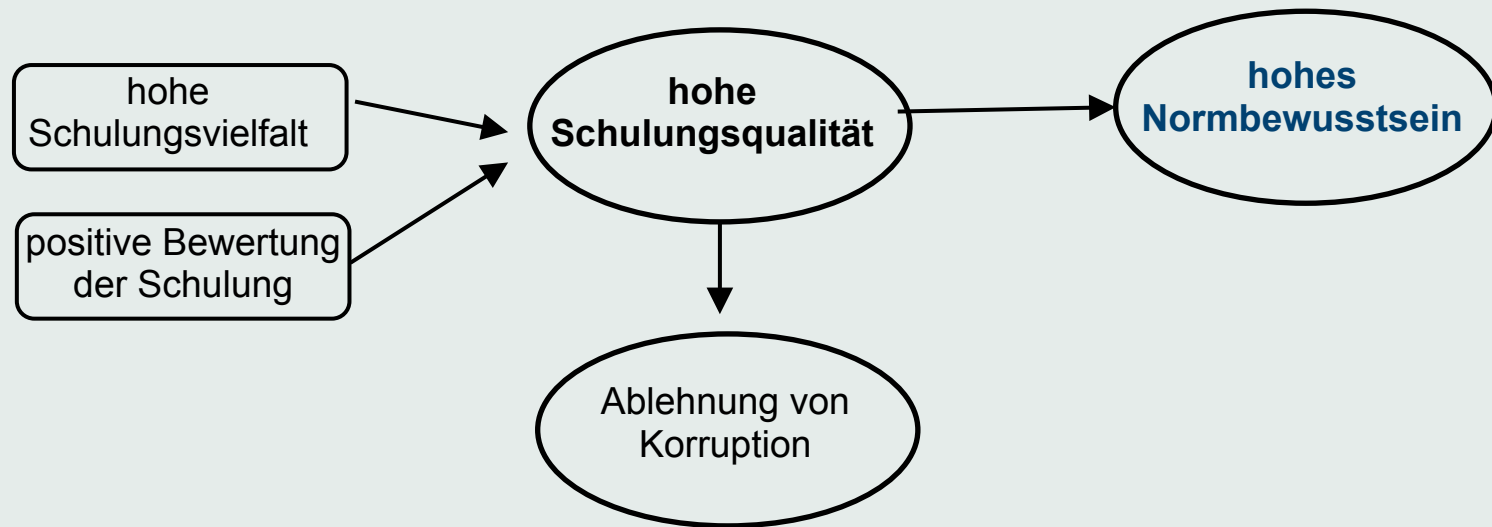 hohe
Schulungsvielfalt
positive Bewertung
der Schulung
hohe
Schulungsqualität
Ablehnung von
Korruption
hohes
Normbewusstsein